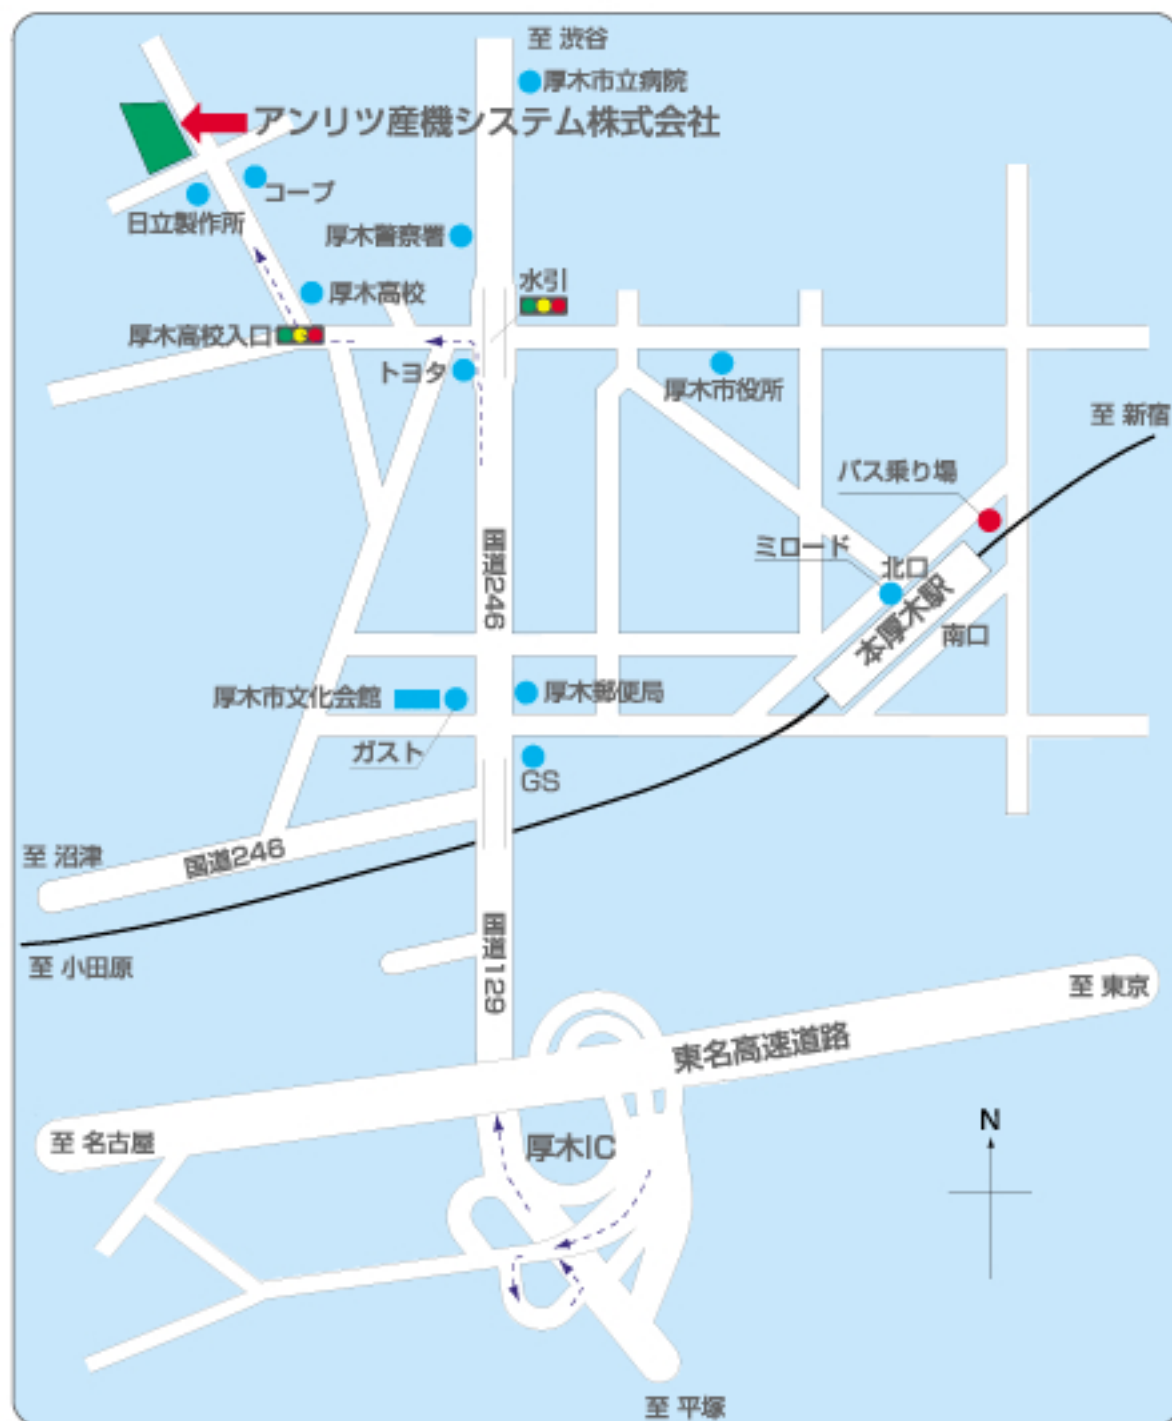 至 渋谷
厚木市立病院
アンリツ産機システム株式会社
コープ
日立製作所
厚木警察署
水引
厚木高校
厚木高校入口
トヨタ
厚木市役所
至 新宿
バス乗り場
ミロード
北口
本厚木駅
南口
国道246
厚木市文化会館
厚木郵便局
ガスト
GS
至 沼津
国道246
国道129
至 小田原
至 東京
東名高速道路
至 名古屋
厚木IC
N
至 平塚